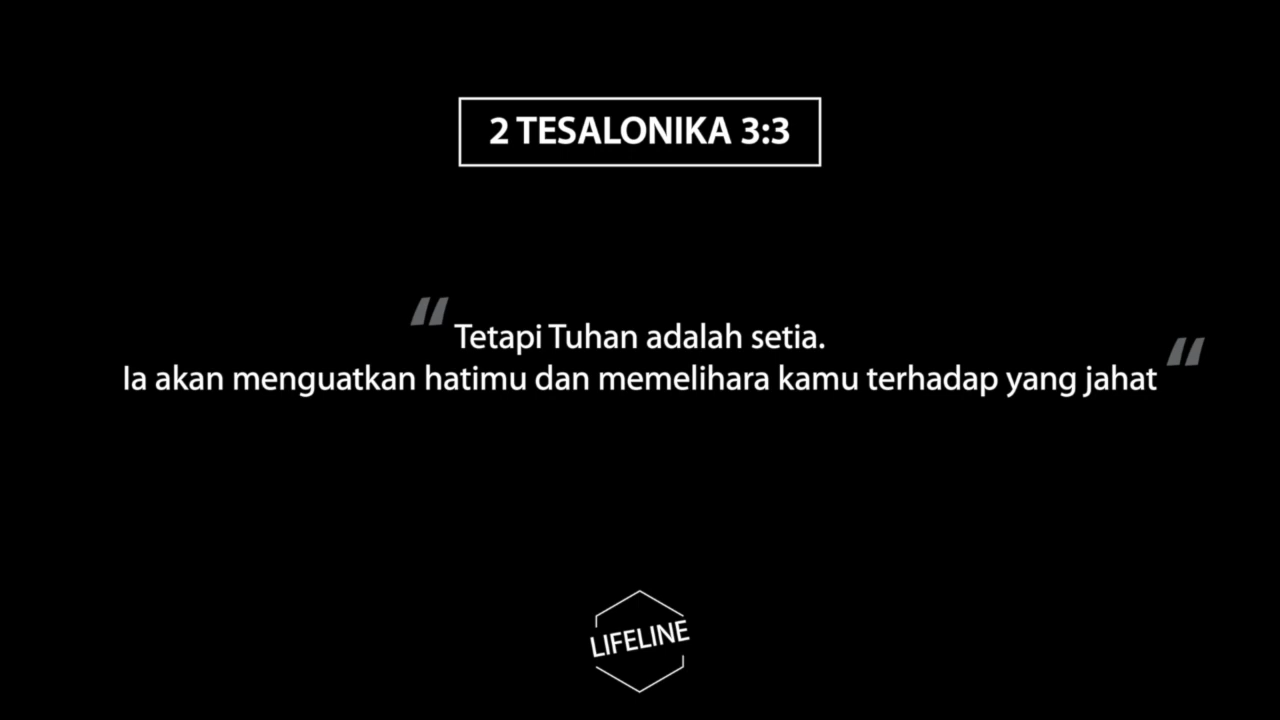 2 TESALONIKA 3:3
“Tetapi Tuhan adalah setia.
Ia akan menguatkan hatimu dan memelihara kamu terhadap yang jahat“
LIFELINE